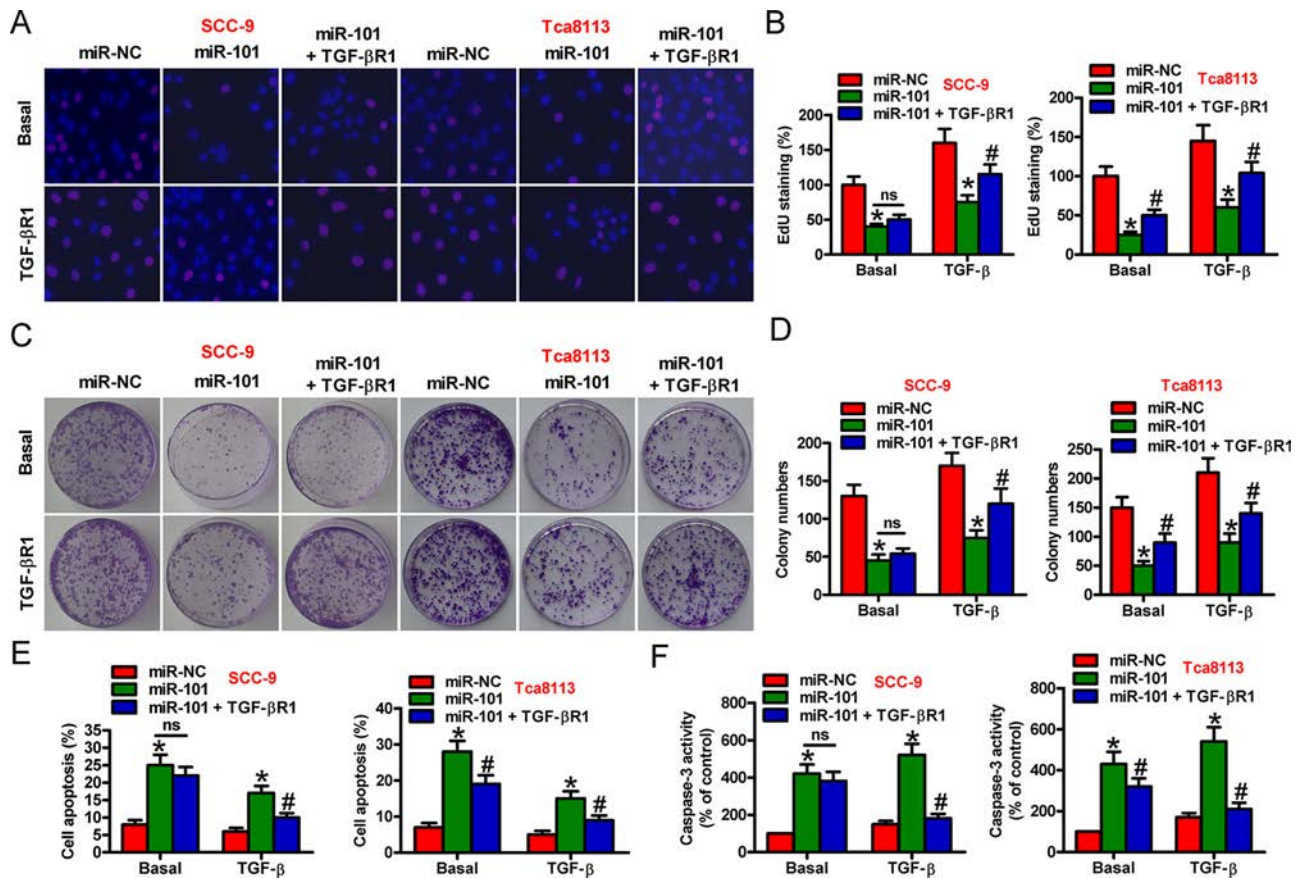 A
SCC-9
Tca8113
miR-NC
miR-101
miR-101
+ TGF-βR1
miR-NC
miR-101
miR-101
+ TGF-βR1
Basal
TGF-βR1
B
miR-NC
miR-101
miR-101 + TGF-βR1
SCC-9
EdU staining (%)
200
150
100
50
0
*
ns
*
#
Basal
TGF-β
miR-NC
miR-101
miR-101 + TGF-βR1
Tca8113
EdU staining (%)
200
150
100
50
0
*
#
*
#
Basal
TGF-β
C
SCC-9
Tca8113
miR-NC
miR-101
miR-101
+ TGF-βR1
miR-NC
miR-101
miR-101
+ TGF-βR1
Basal
TGF-βR1
D
SCC-9
miR-NC
miR-101
miR-101 + TGF-βR1
Colony numbers
200
150
100
50
0
*
ns
*
#
Basal
TGF-β
Tca8113
miR-NC
miR-101
miR-101 + TGF-βR1
Colony numbers
250
200
150
100
50
0
*
#
*
#
Basal
TGF-β
E
miR-NC
miR-101
miR-101 + TGF-βR1
SCC-9
Cell apoptosis (%)
35
30
25
20
15
10
5
0
*
ns
*
#
Basal
TGF-β
miR-NC
miR-101
miR-101 + TGF-βR1
Tca8113
Cell apoptosis (%)
40
30
20
10
0
*
#
*
#
Basal
TGF-β
F
miR-NC
miR-101
miR-101 + TGF-βR1
SCC-9
Caspase-3 activity
(% of control)
800
600
400
200
0
*
ns
*
#
Basal
TGF-β
miR-NC
miR-101
miR-101 + TGF-βR1
Tca8113
Caspase-3 activity
(% of control)
800
600
400
200
0
*
#
*
#
Basal
TGF-β